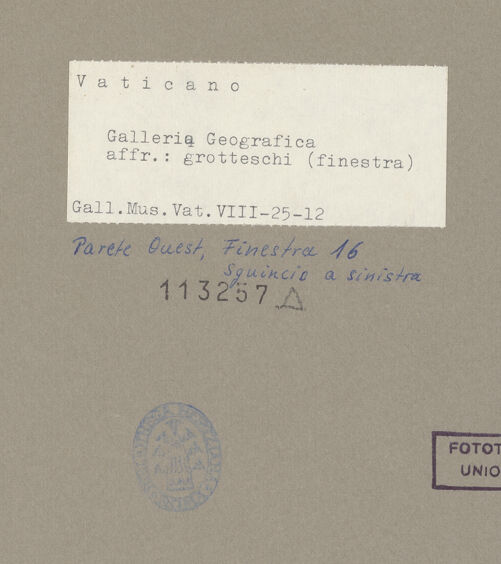 Vaticano
Galleria Geografica
affr.: grotteschi (finestra)
Gall.Mus.Vat.VIII-25-12
Parete Ouest, Finestra 16
Sguincio a sinistra
113257
FOTOT
UNIO